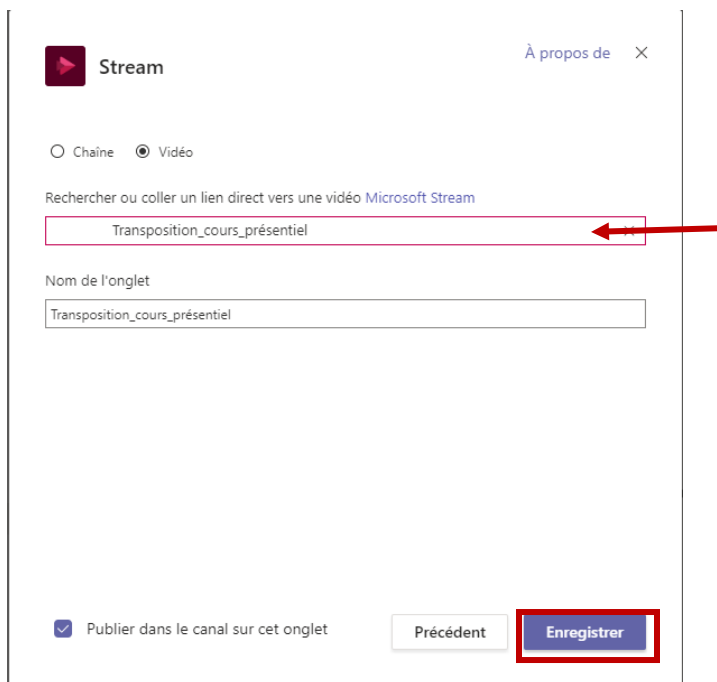 Stream
À propos de
Chaîne Vidéo
Rechercher ou coller un lien direct vers une vidéo Microsoft Stream
Transposition_cours_présentiel
Nom de l'onglet
Transposition_cours_présentiel
Publier dans le canal sur cet onglet
Précédent
Enregistrer